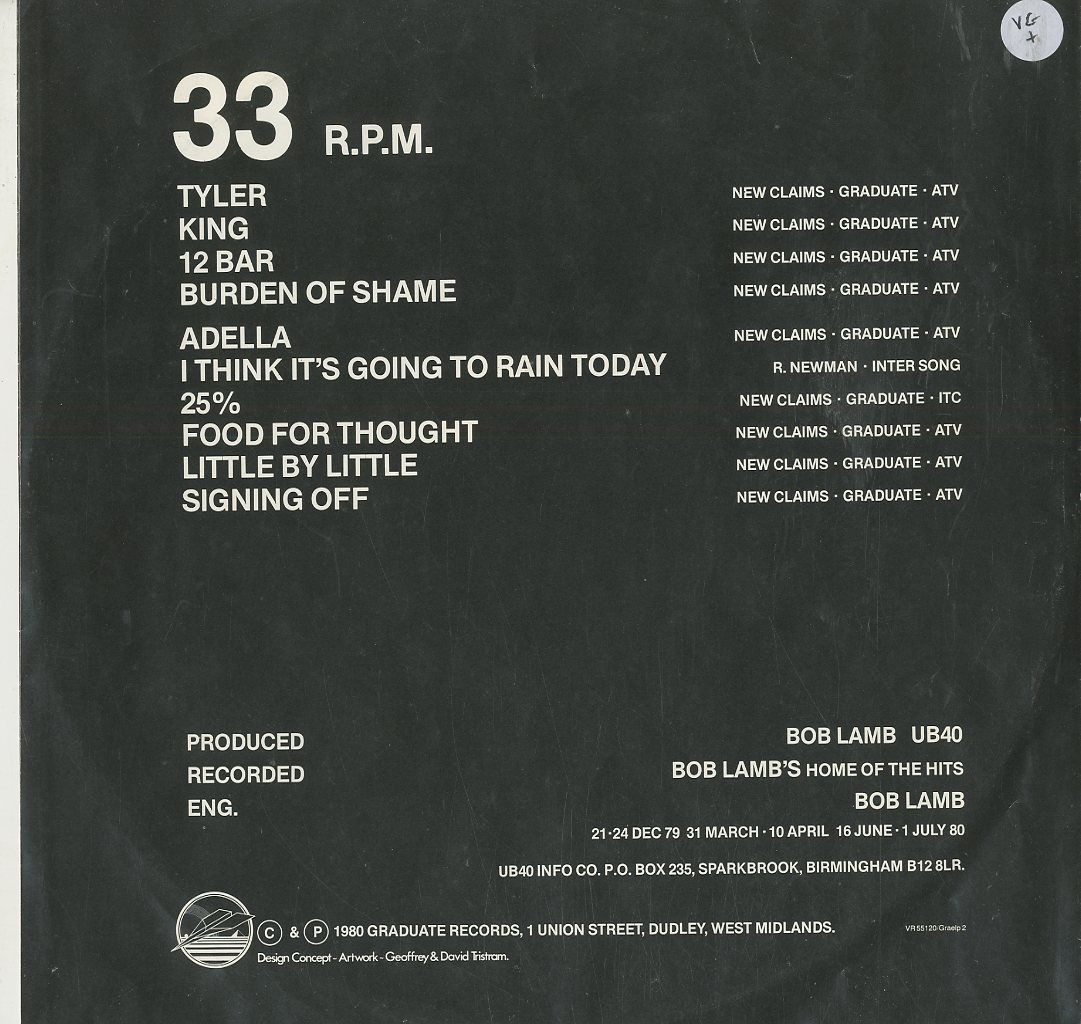 VG
+
33 R.P.M.
TYLER NEW CLAIMS · GRADUATE · ATV
KING NEW CLAIMS · GRADUATE · ATV
12 BAR NEW CLAIMS · GRADUATE · ATV
BURDEN OF SHAME NEW CLAIMS · GRADUATE · ATV
ADELLA NEW CLAIMS · GRADUATE · ATV
I THINK IT'S GOING TO RAIN TODAY R. NEWMAN · INTER SONG
25% NEW CLAIMS · GRADUATE · ITC
FOOD FOR THOUGHT NEW CLAIMS · GRADUATE · ATV
LITTLE BY LITTLE NEW CLAIMS · GRADUATE · ATV
SIGNING OFF NEW CLAIMS · GRADUATE · ATV
PRODUCED BOB LAMB UB40
RECORDED BOB LAMB'S HOME OF THE HITS
ENG. BOB LAMB
21·24 DEC 79 31 MARCH·10 APRIL 16 JUNE·1 JULY 80
UB40 INFO CO. P.O. BOX 235, SPARKBROOK, BIRMINGHAM B12 8LR.
Ⓒ & Ⓟ 1980 GRADUATE RECORDS, 1 UNION STREET, DUDLEY, WEST MIDLANDS. VR 55120/Graelp 2
Design Concept - Artwork - Geoffrey & David Tristram.